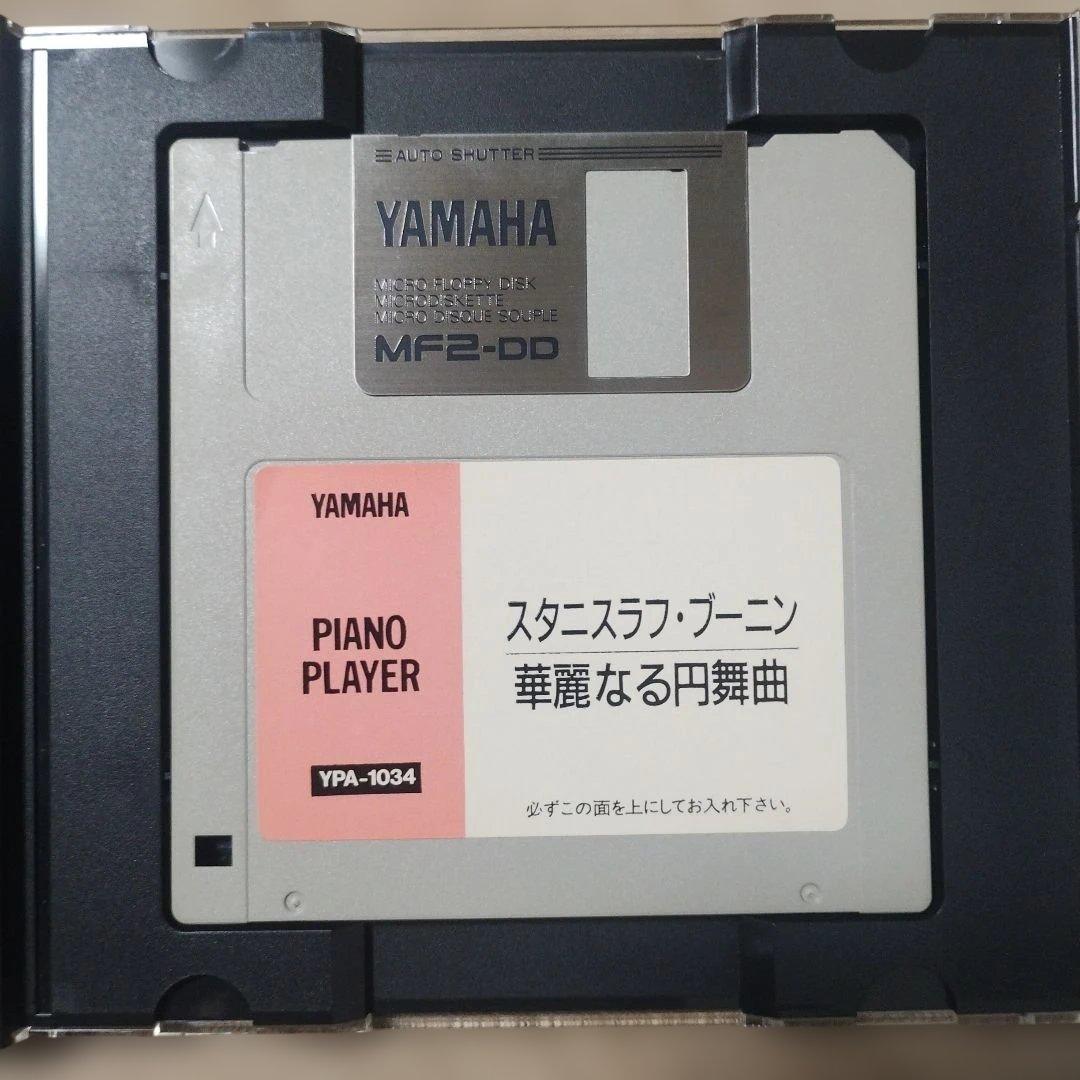 AUTO SHUTTER
YAMAHA
MICRO FLOPPY DISK
MICRODISKETTE
MICRO DISQUE SOUPLE
MF2-DD
YAMAHA
PIANO
PLAYER
YPA-1034
スタニスラフ・ブーニン
華麗なる円舞曲
必ずこの面を上にしてお入れ下さい。